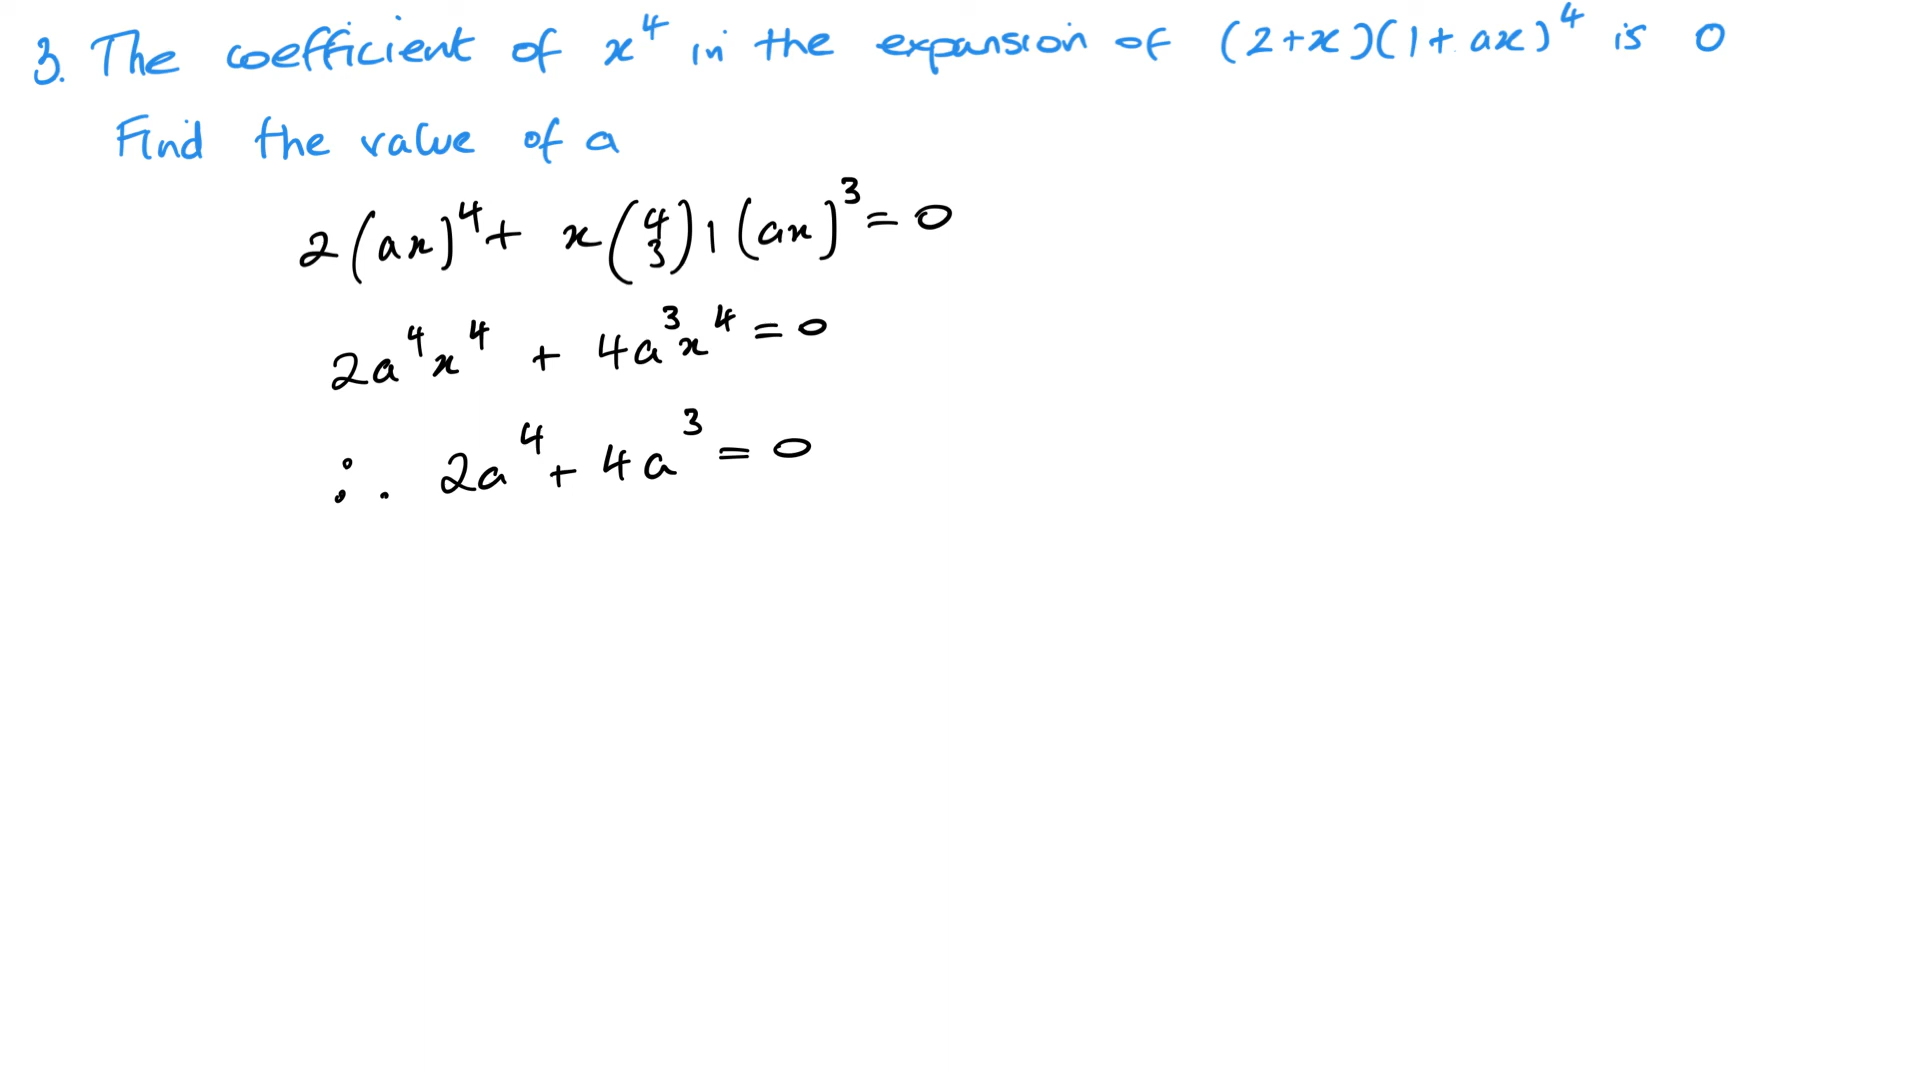 3. The coefficient of x⁴ in the expansion of (2+x)(1+ax)⁴ is 0
Find the value of a
2(ax)⁴ + x(4 3)1(ax)³ = 0
2a⁴x⁴ + 4a³x⁴ = 0
∴ 2a⁴ + 4a³ = 0